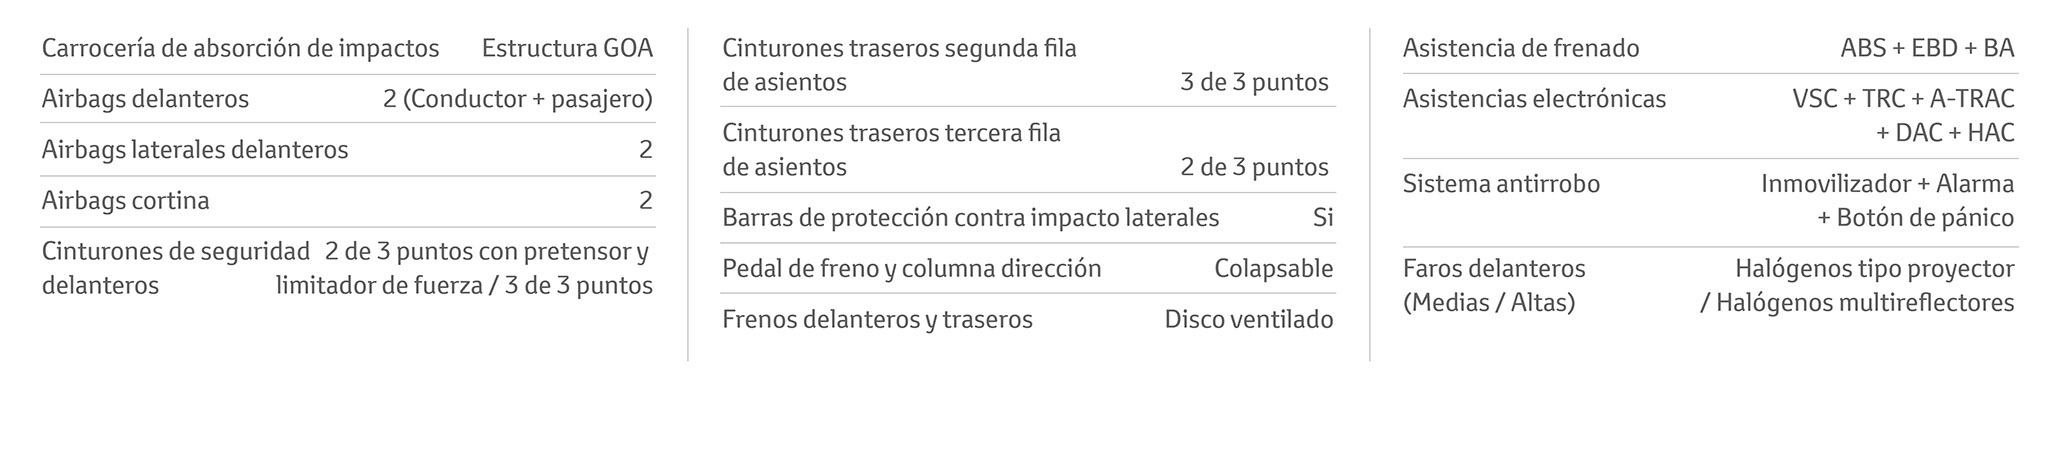 Carrocería de absorción de impactos Estructura GOA
Airbags delanteros 2 (Conductor + pasajero)
Airbags laterales delanteros 2
Airbags cortina 2
Cinturones de seguridad 2 de 3 puntos con pretensor y
delanteros limitador de fuerza / 3 de 3 puntos
Cinturones traseros segunda fila
de asientos 3 de 3 puntos
Cinturones traseros tercera fila
de asientos 2 de 3 puntos
Barras de protección contra impacto laterales Si
Pedal de freno y columna dirección Colapsable
Frenos delanteros y traseros Disco ventilado
Asistencia de frenado ABS + EBD + BA
Asistencias electrónicas VSC + TRC + A-TRAC
+ DAC + HAC
Sistema antirrobo Inmovilizador + Alarma
+ Botón de pánico
Faros delanteros Halógenos tipo proyector
(Medias / Altas) / Halógenos multireflectores